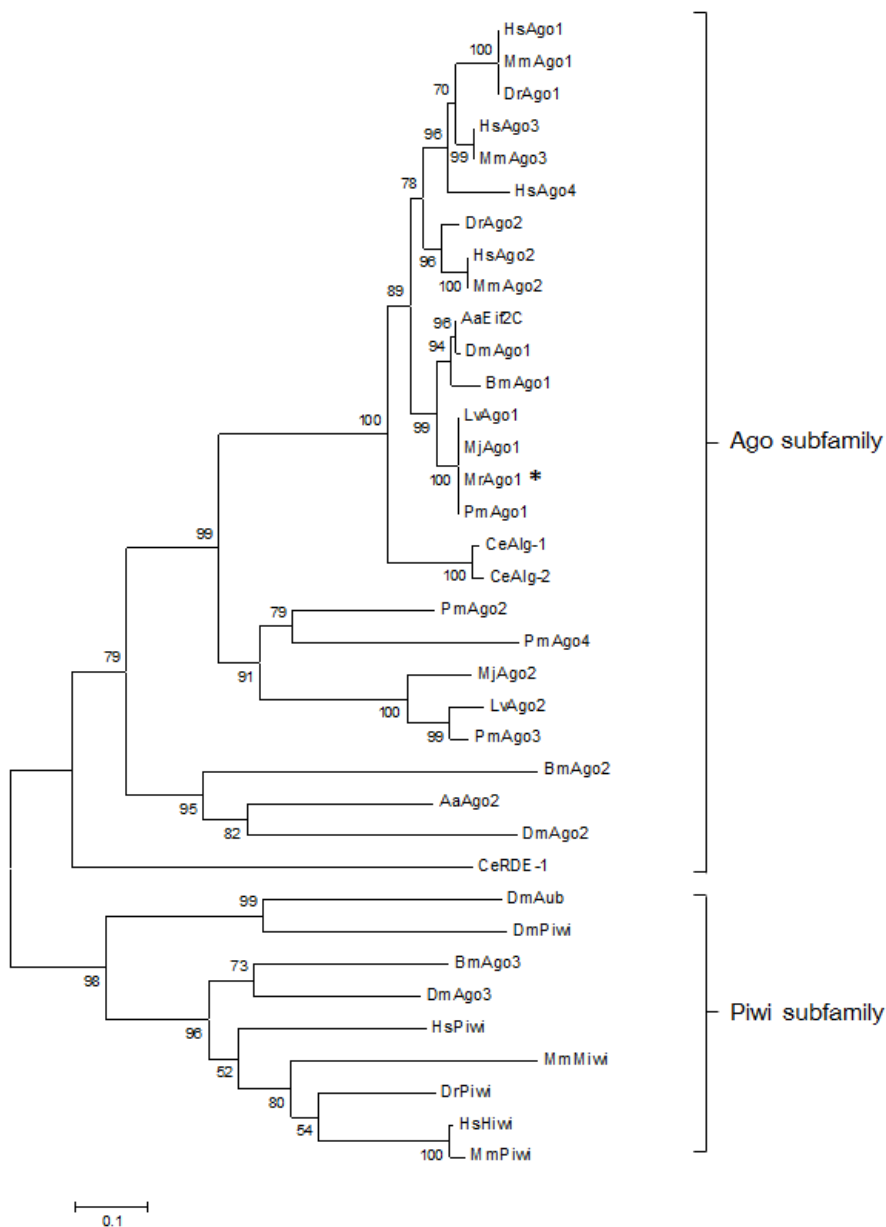 HsAgo1
100
MmAgo1
DrAgo1
70
HsAgo3
96
99
MmAgo3
78
HsAgo4
DrAgo2
96
HsAgo2
100
MmAgo2
89
AaEif2C
96
DmAgo1
94
BmAgo1
LvAgo1
99
100
MjAgo1
Ago subfamily
100
MrAgo1 *
PmAgo1
99
CeAlg-1
100
CeAlg-2
79
PmAgo2
PmAgo4
79
91
MjAgo2
100
LvAgo2
99
PmAgo3
BmAgo2
95
AaAgo2
82
DmAgo2
CeRDE-1
99
DmAub
DmPiwi
98
73
BmAgo3
DmAgo3
Piwi subfamily
96
HsPiwi
52
MmMiwi
80
DrPiwi
54
HsHiwi
100
MmPiwi
0.1